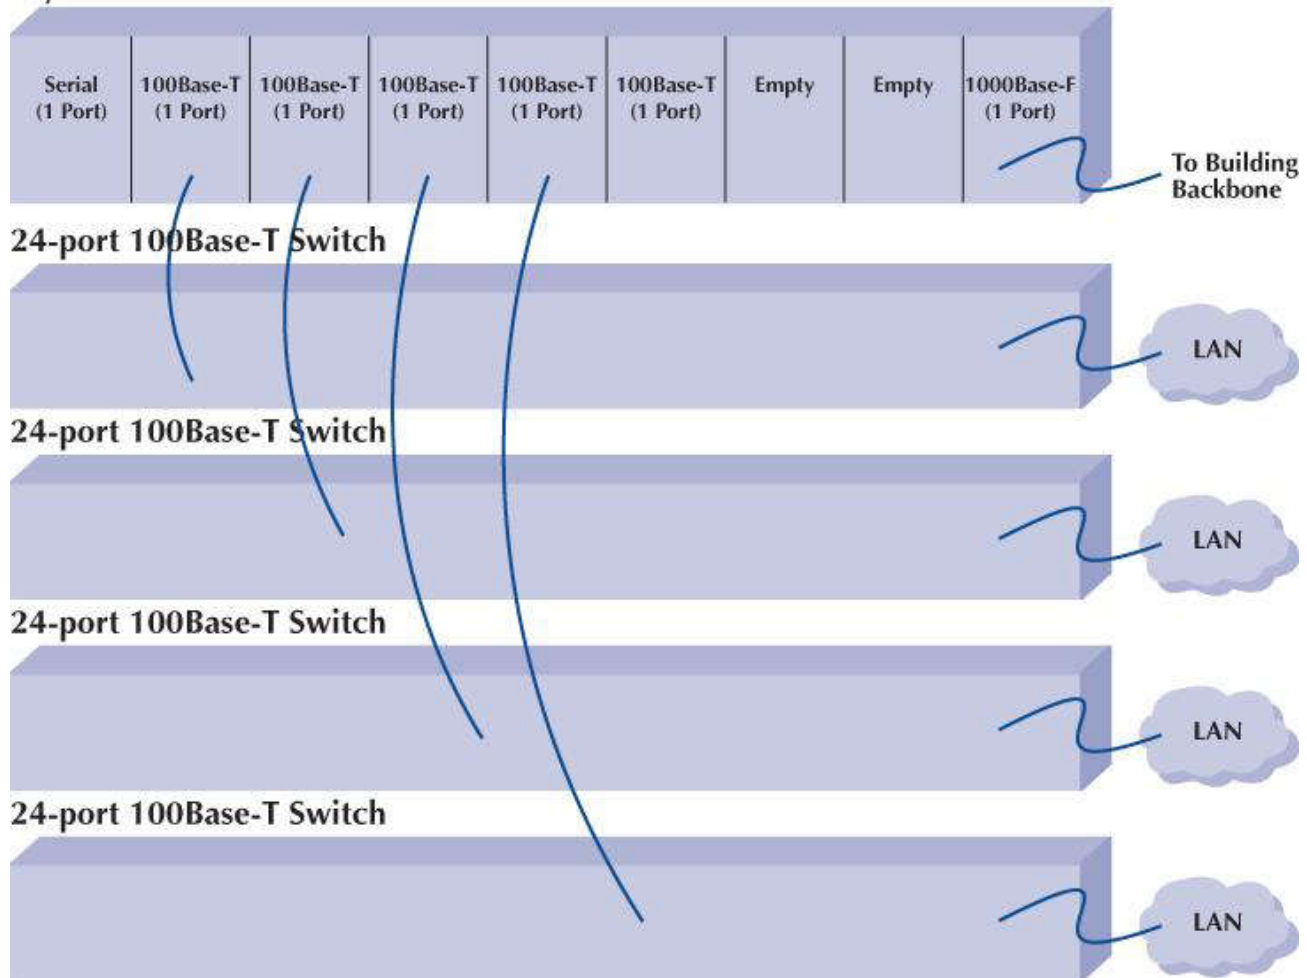 Serial
(1 Port)
100Base-T
(1 Port)
100Base-T
(1 Port)
100Base-T
(1 Port)
100Base-T
(1 Port)
100Base-T
(1 Port)
Empty
Empty
1000Base-F
(1 Port)
To Building
Backbone
24-port 100Base-T Switch
LAN
24-port 100Base-T Switch
LAN
24-port 100Base-T Switch
LAN
24-port 100Base-T Switch
LAN